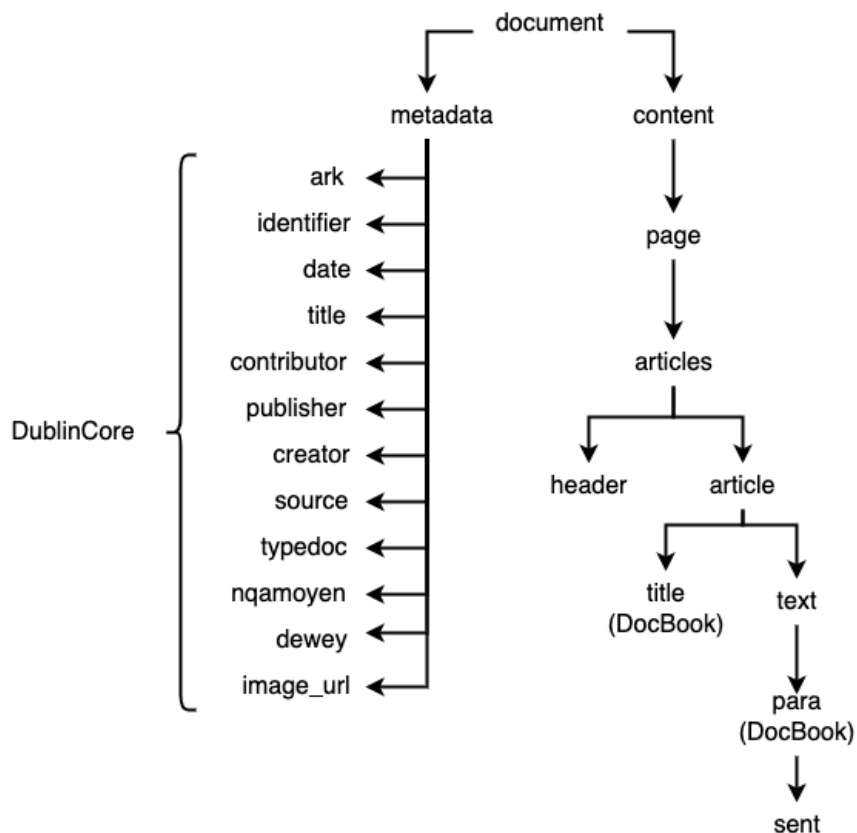 document
metadata
content
ark
identifier
page
date
title
contributor
articles
publisher
DublinCore
creator
header
article
source
typedoc
nqamoyen
title
(DocBook)
text
dewey
image_url
para
(DocBook)
sent